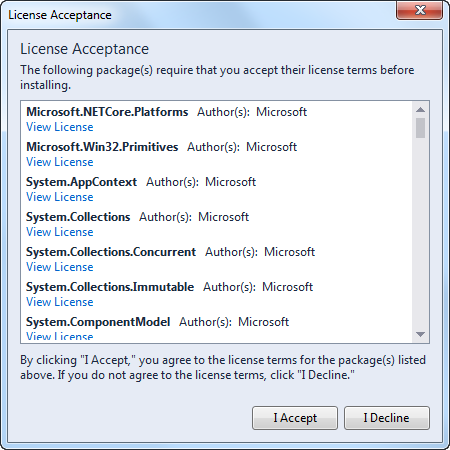 License Acceptance
License Acceptance
The following package(s) require that you accept their license terms before
installing.
Microsoft.NETCore.Platforms Author(s): Microsoft
View License
Microsoft.Win32.Primitives Author(s): Microsoft
View License
System.AppContext Author(s): Microsoft
View License
System.Collections Author(s): Microsoft
View License
System.Collections.Concurrent Author(s): Microsoft
View License
System.Collections.Immutable Author(s): Microsoft
View License
System.ComponentModel Author(s): Microsoft
View License
By clicking "I Accept," you agree to the license terms for the package(s) listed
above. If you do not agree to the license terms, click "I Decline."
I Accept I Decline